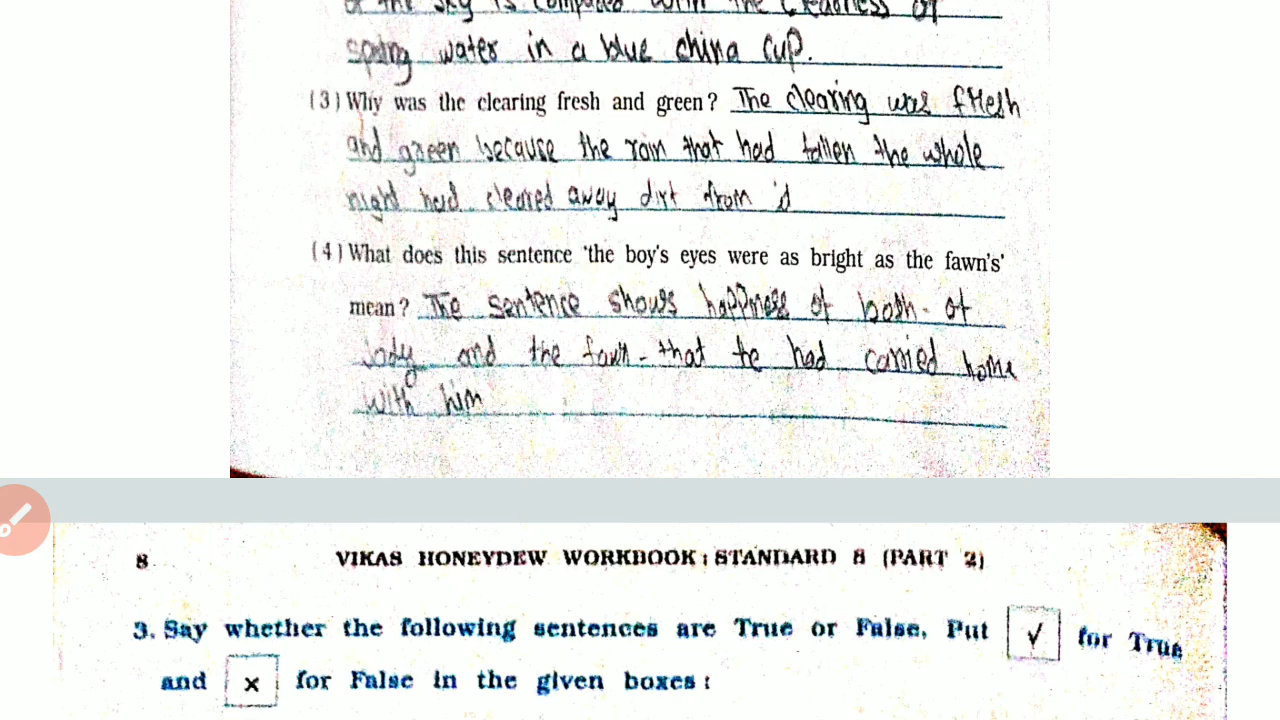 of the sky is compared with the clearness of
spring water in a blue china cup.
(3) Why was the clearing fresh and green? The clearing was fresh
and green because the rain that had fallen the whole
night had cleared away dirt from it
(4) What does this sentence 'the boy's eyes were as bright as the fawn's'
mean? The sentence shows happiness of both - of
Jody and the fawn - that he had carried home
with him
8 VIKAS HONEYDEW WORKBOOK : STANDARD 8 (PART 2)
3. Say whether the following sentences are True or False. Put ✓ for True
and × for False in the given boxes :